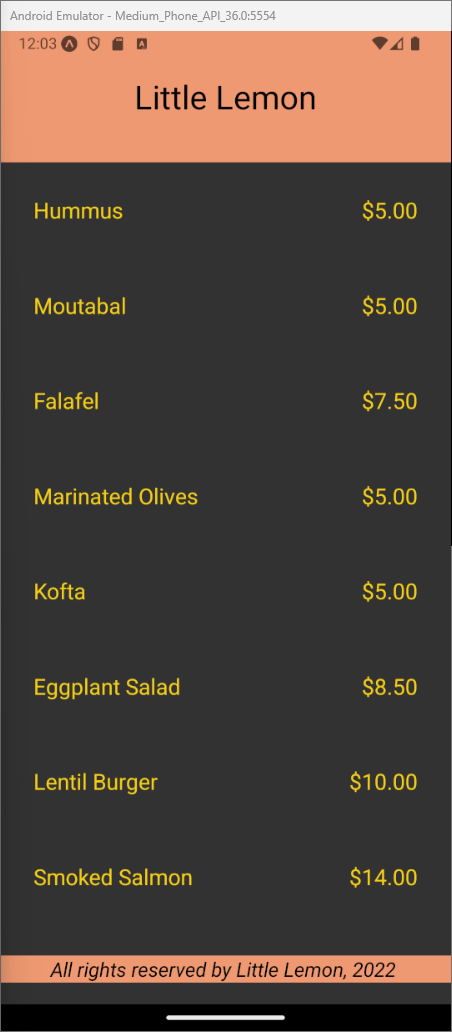 Android Emulator - Medium_Phone_API_36.0:5554
12:03
Little Lemon
Hummus $5.00
Moutabal $5.00
Falafel $7.50
Marinated Olives $5.00
Kofta $5.00
Eggplant Salad $8.50
Lentil Burger $10.00
Smoked Salmon $14.00
All rights reserved by Little Lemon, 2022